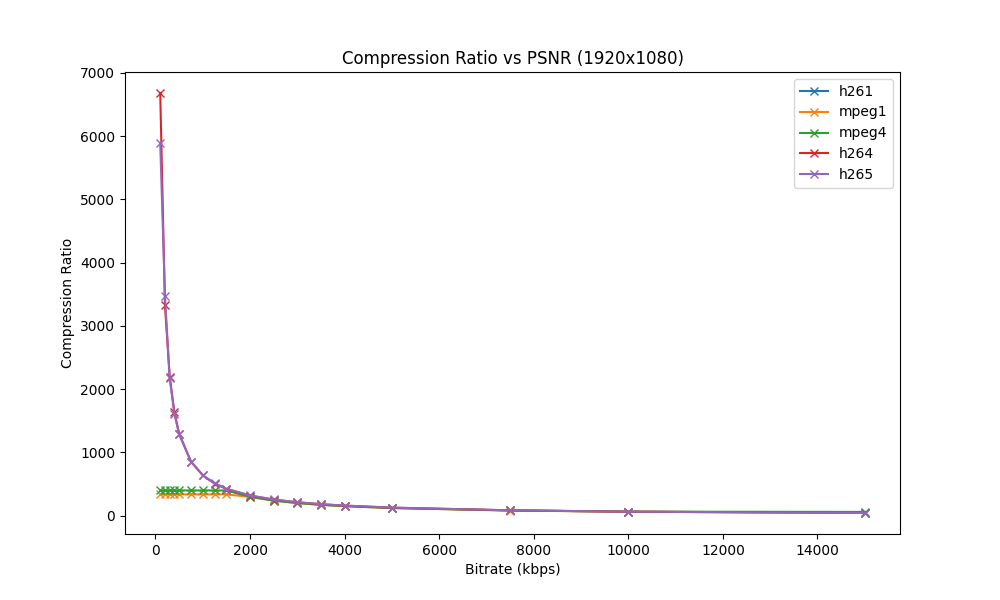 Compression Ratio vs PSNR (1920x1080)
7000
6000
5000
4000
3000
2000
1000
0
Compression Ratio
h261
mpeg1
mpeg4
h264
h265
0 2000 4000 6000 8000 10000 12000 14000
Bitrate (kbps)